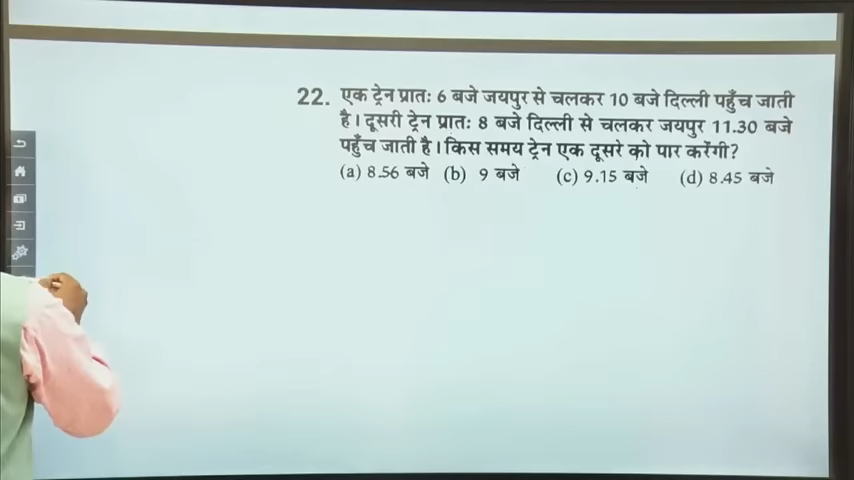 22. एक ट्रेन प्रातः 6 बजे जयपुर से चलकर 10 बजे दिल्ली पहुँच जाती
है। दूसरी ट्रेन प्रातः 8 बजे दिल्ली से चलकर जयपुर 11.30 बजे
पहुँच जाती है। किस समय ट्रेन एक दूसरे को पार करेंगी?
(a) 8.56 बजे (b) 9 बजे (c) 9.15 बजे (d) 8.45 बजे